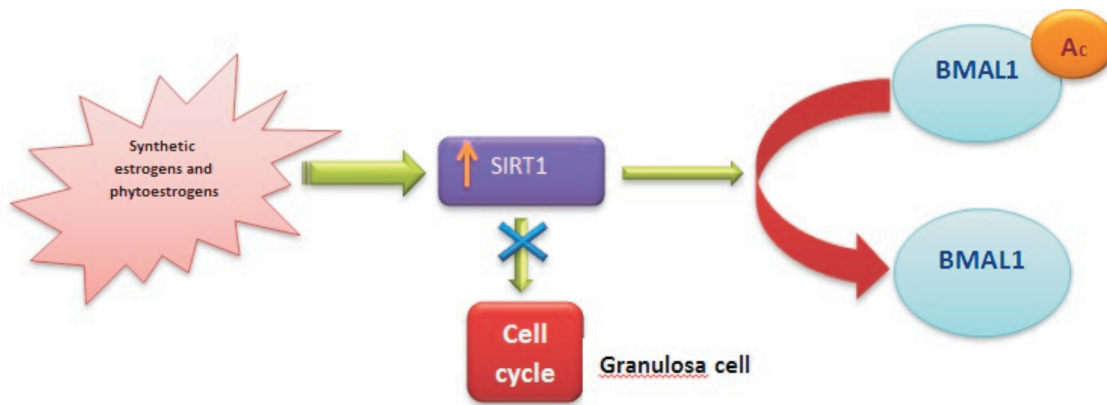 Synthetic
estrogens and
phytoestrogens
SIRT1
BMAL1
Ac
BMAL1
Cell
cycle
Granulosa cell